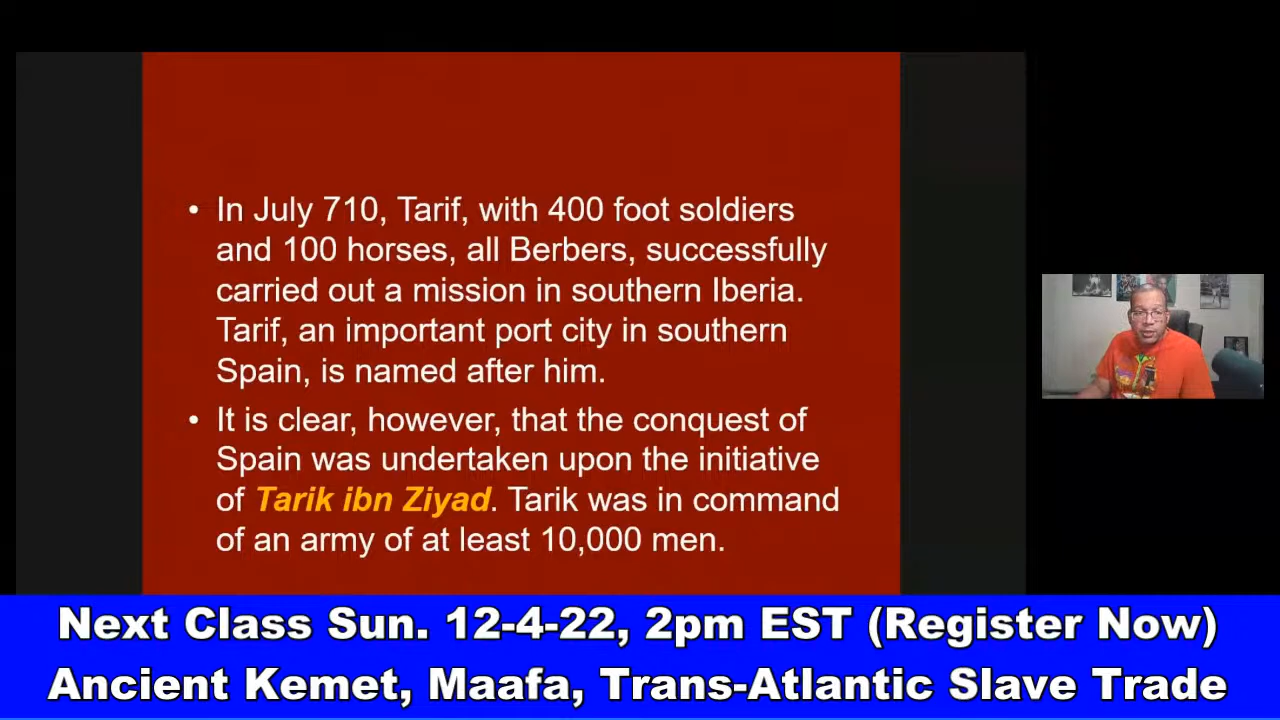 • In July 710, Tarif, with 400 foot soldiers
and 100 horses, all Berbers, successfully
carried out a mission in southern Iberia.
Tarif, an important port city in southern
Spain, is named after him.
• It is clear, however, that the conquest of
Spain was undertaken upon the initiative
of Tarik ibn Ziyad. Tarik was in command
of an army of at least 10,000 men.
Next Class Sun. 12-4-22, 2pm EST (Register Now)
Ancient Kemet, Maafa, Trans-Atlantic Slave Trade